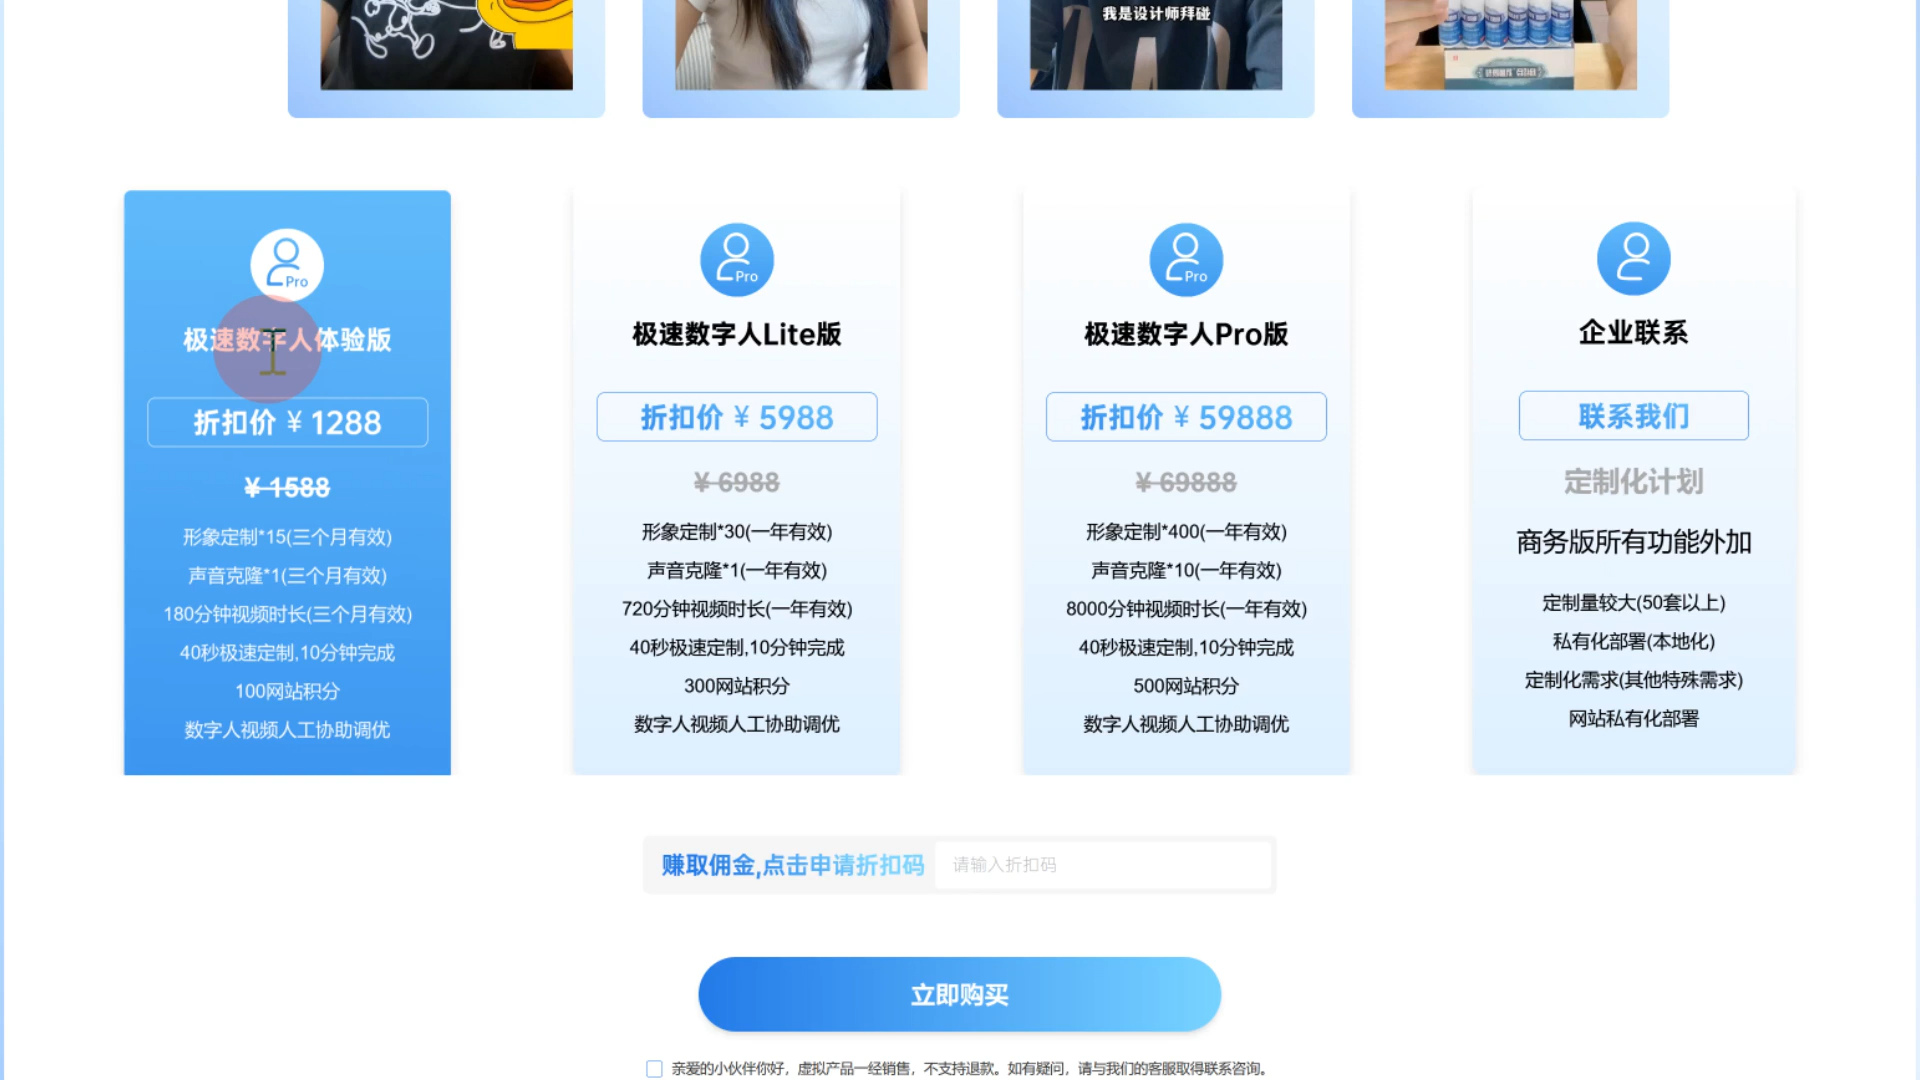 我是设计师拜碰
Pro
极速数字人体验版
折扣价 ¥ 1288
¥ 1588
形象定制*15(三个月有效)
声音克隆*1(三个月有效)
180分钟视频时长(三个月有效)
40秒极速定制,10分钟完成
100网站积分
数字人视频人工协助调优
Pro
极速数字人Lite版
折扣价 ¥ 5988
¥ 6988
形象定制*30(一年有效)
声音克隆*1(一年有效)
720分钟视频时长(一年有效)
40秒极速定制,10分钟完成
300网站积分
数字人视频人工协助调优
Pro
极速数字人Pro版
折扣价 ¥ 59888
¥ 69888
形象定制*400(一年有效)
声音克隆*10(一年有效)
8000分钟视频时长(一年有效)
40秒极速定制,10分钟完成
500网站积分
数字人视频人工协助调优
企业联系
联系我们
定制化计划
商务版所有功能外加
定制量较大(50套以上)
私有化部署(本地化)
定制化需求(其他特殊需求)
网站私有化部署
赚取佣金,点击申请折扣码 请输入折扣码
立即购买
亲爱的小伙伴你好，虚拟产品一经销售，不支持退款。如有疑问，请与我们的客服取得联系咨询。